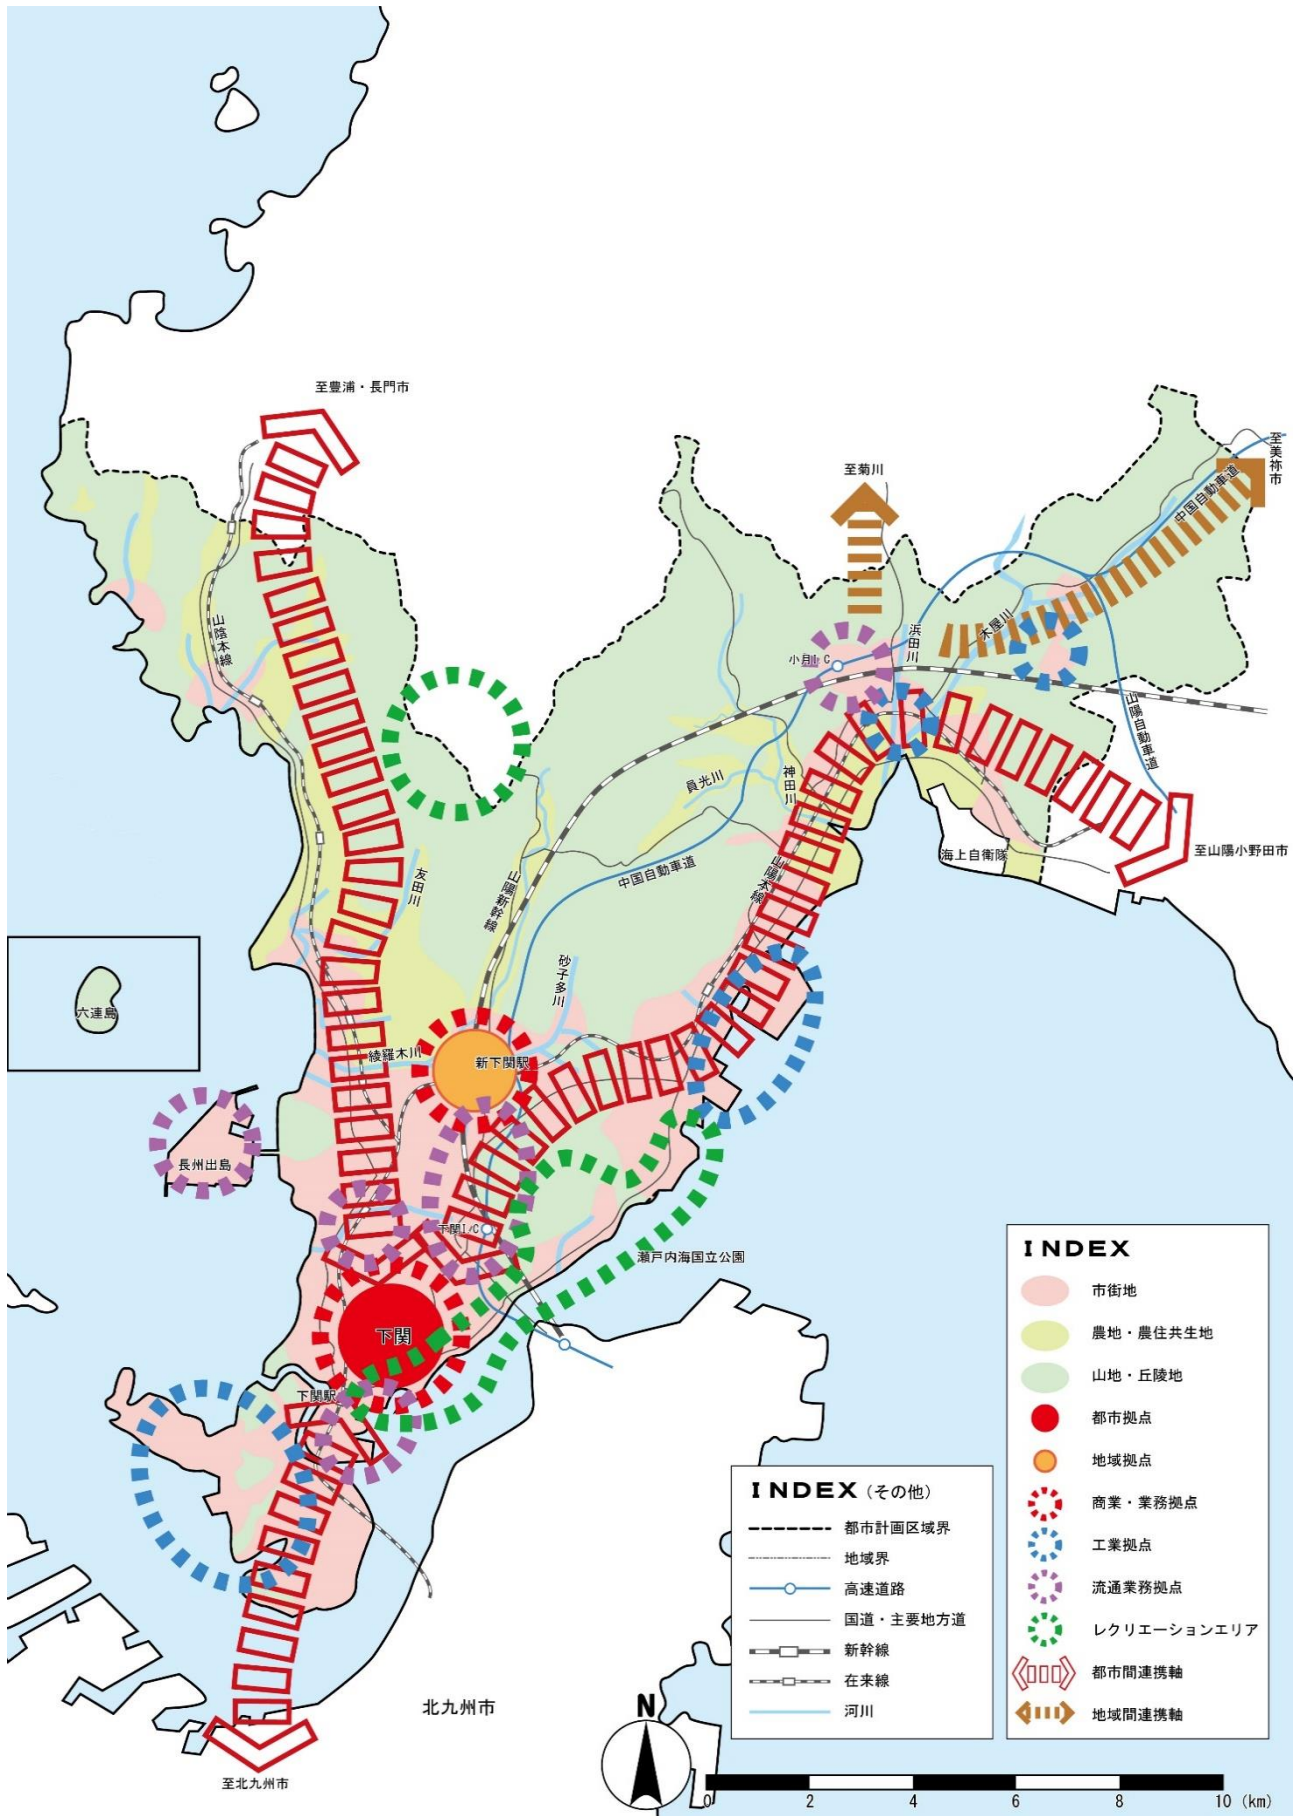 至豊浦・長門市
至菊川
至美祢市
中国自動車道
山陰本線
浜田川
木屋川
小月I・C
山陽自動車道
員光川
神田川
海上自衛隊
至山陽小野田市
中国自動車道
山陽本線
友田川
山陽新幹線
砂子多川
六連島
綾羅木川
新下関駅
長州出島
下関I/C
瀬戸内海国立公園
下関
下関駅
北九州市
至北九州市
INDEX
市街地
農地・農住共生地
山地・丘陵地
都市拠点
地域拠点
商業・業務拠点
工業拠点
流通業務拠点
レクリエーションエリア
都市間連携軸
地域間連携軸
INDEX（その他）
都市計画区域界
地域界
高速道路
国道・主要地方道
新幹線
在来線
河川
N
0 2 4 6 8 10 (km)